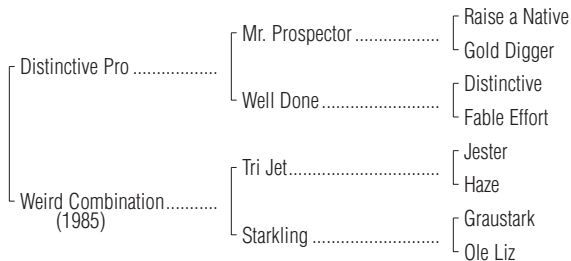 Raise a Native
Mr. Prospector ..................
Gold Digger
Distinctive Pro ..................
Distinctive
Well Done.........................
Fable Effort
Jester
Tri Jet................................
Haze
Weird Combination...........
(1985)
Graustark
Starkling ...........................
Ole Liz